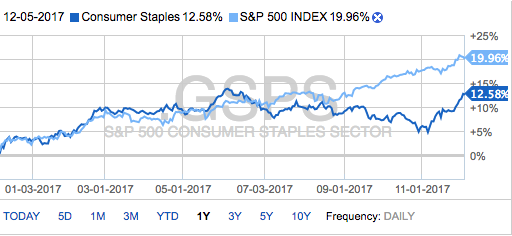 12-05-2017 Consumer Staples 12.58% S&P 500 INDEX 19.96%
+25%
19.96%
+15%
12.58%
+10%
+5%
0%
.GSPS
S&P 500 CONSUMER STAPLES SECTOR
01-03-2017 03-01-2017 05-01-2017 07-03-2017 09-01-2017 11-01-2017
TODAY 5D 1M 3M YTD 1Y 3Y 5Y 10Y Frequency: DAILY